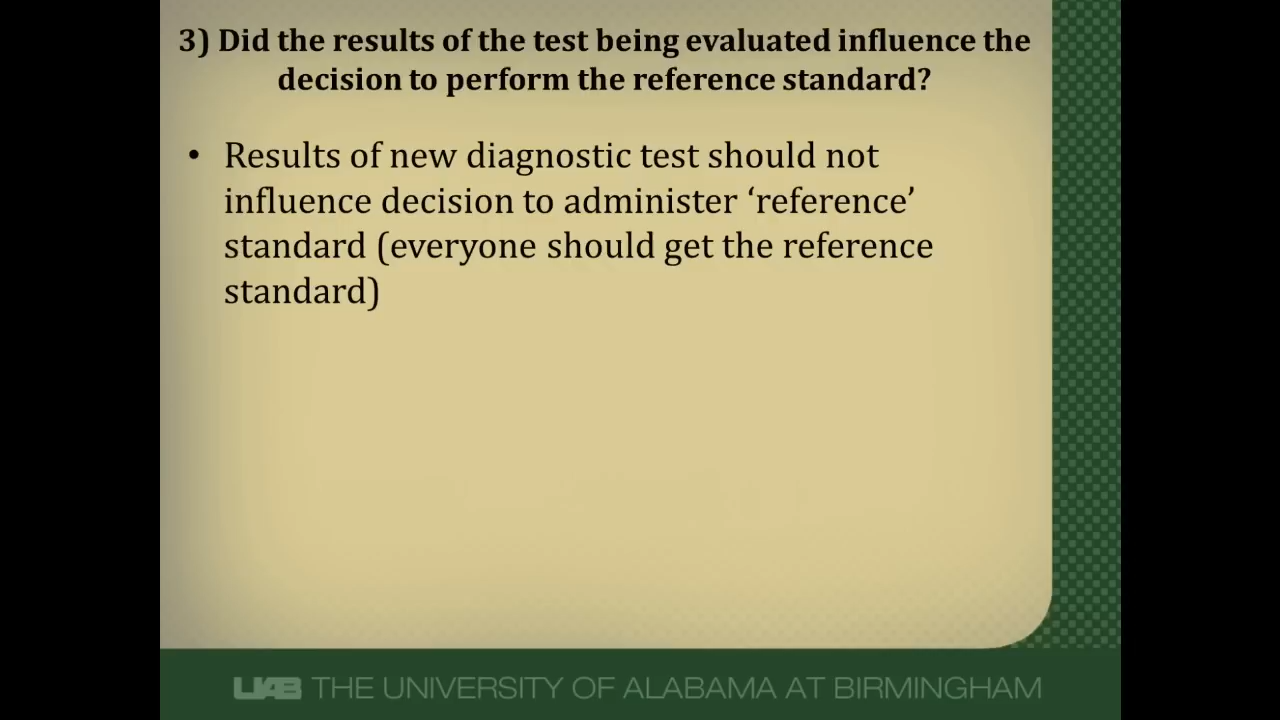 3) Did the results of the test being evaluated influence the
decision to perform the reference standard?
• Results of new diagnostic test should not
influence decision to administer ‘reference’
standard (everyone should get the reference
standard)
UAB THE UNIVERSITY OF ALABAMA AT BIRMINGHAM